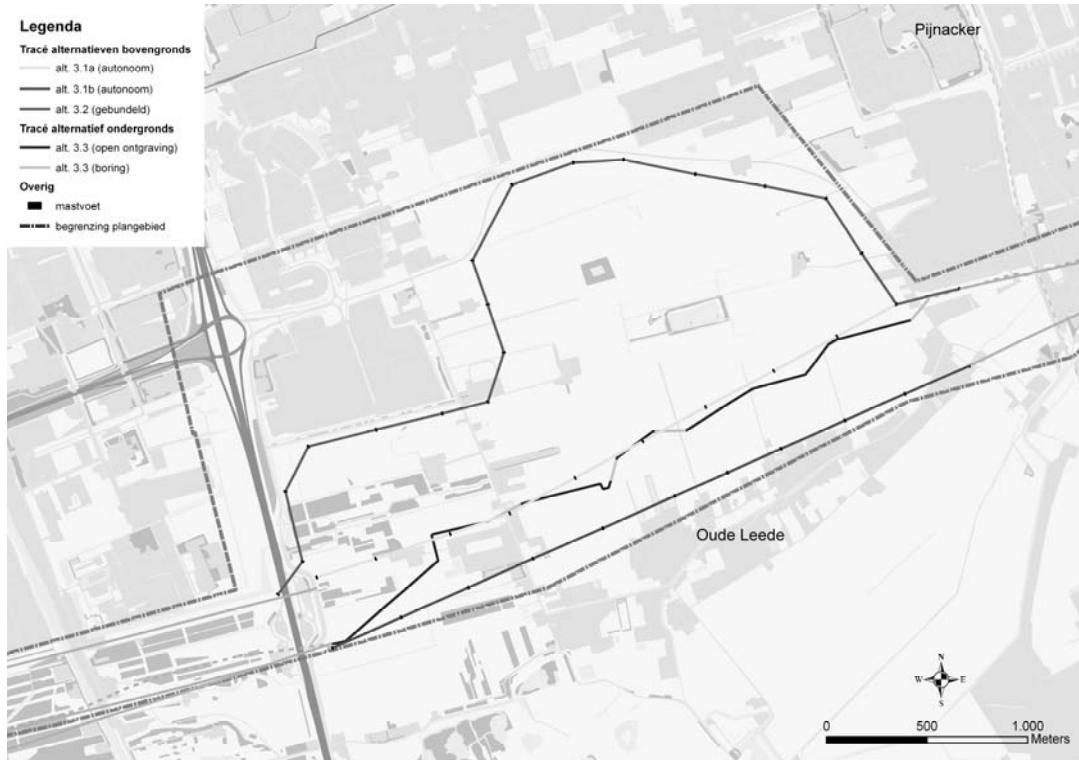 Legenda
Tracé alternatieven bovengronds
alt. 3.1a (autonoom)
alt. 3.1b (autonoom)
alt. 3.2 (gebundeld)
Tracé alternatief ondergronds
alt. 3.3 (open ontgraving)
alt. 3.3 (boring)
Overig
mastvoet
begrenzing plangebied
Pijnacker
Oude Leede
N
W E
S
0 500 1.000
Meters